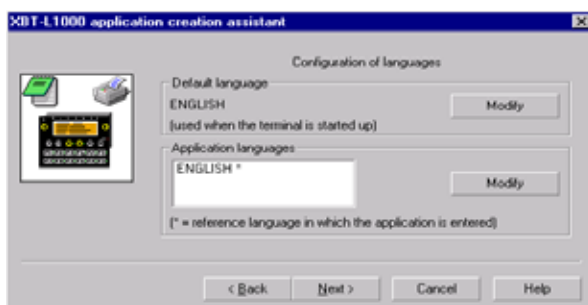 XBT-L1000 application creation assistant
Configuration of languages
Default language
ENGLISH
Modify
(used when the terminal is started up)
Application languages
ENGLISH *
Modify
(* = reference language in which the application is entered)
< Back
Next >
Cancel
Help